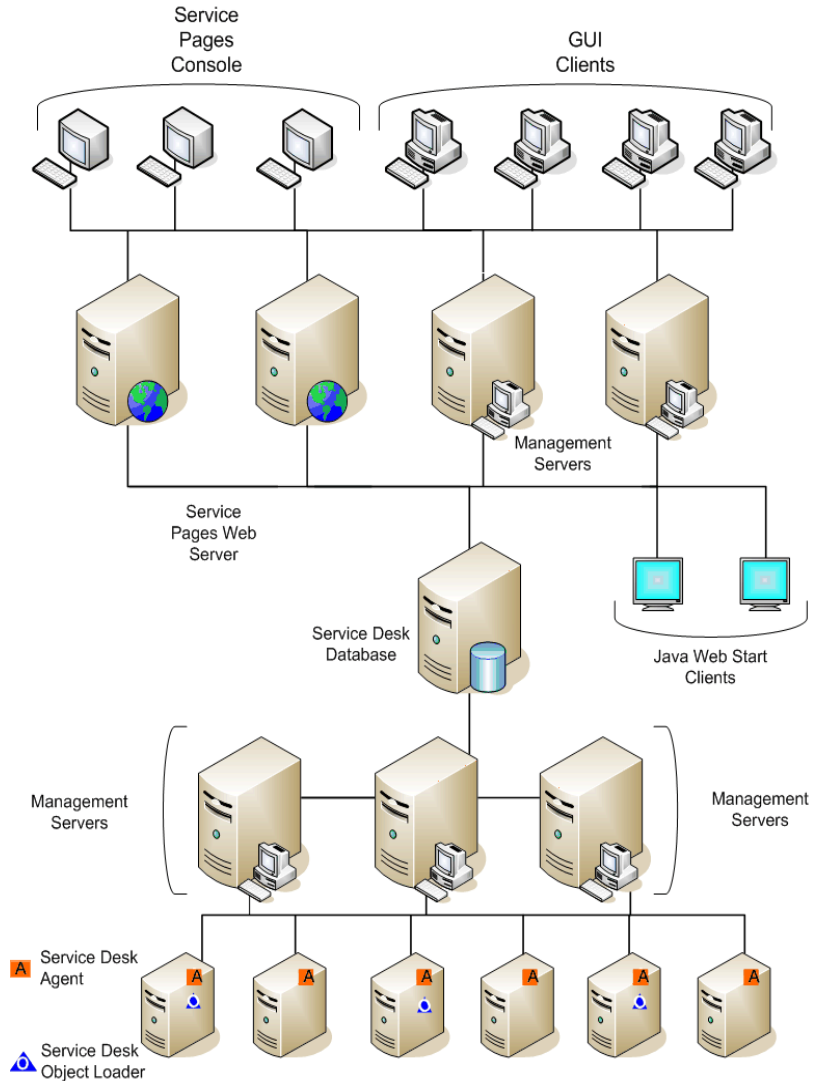 Service
Pages
Console
GUI
Clients
Management
Servers
Service
Pages Web
Server
Service Desk
Database
Java Web Start
Clients
Management
Servers
Management
Servers
A
Service Desk
Agent
A
A
A
A
A
A
O
O
O
O
Service Desk
Object Loader